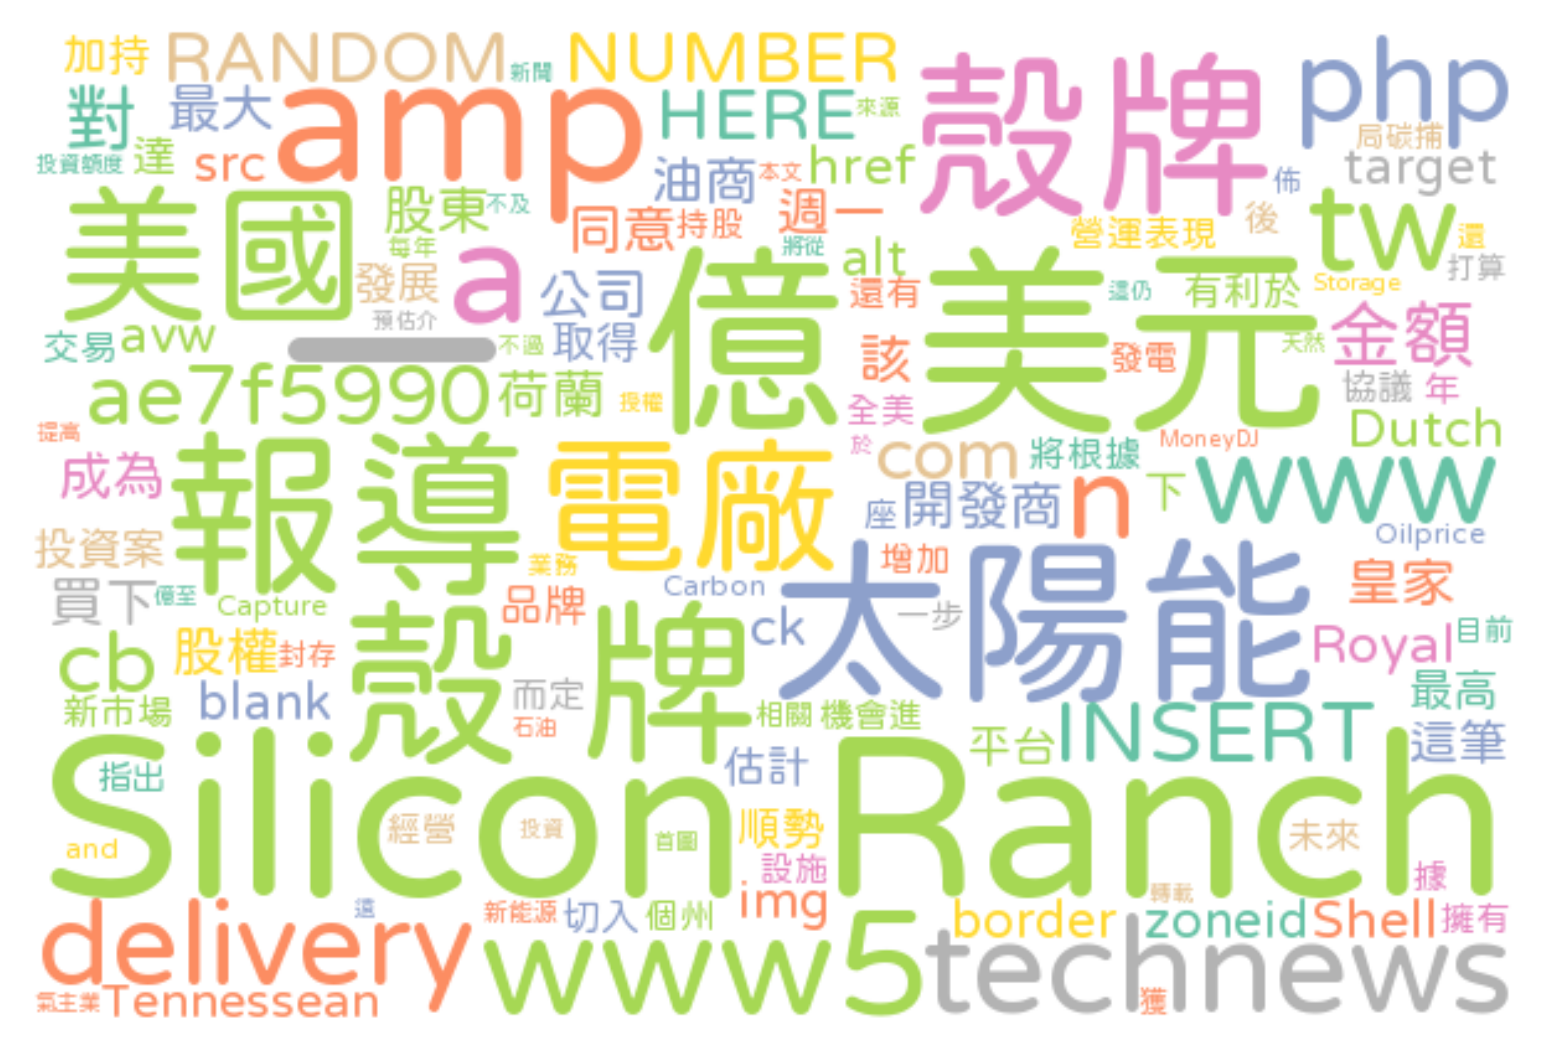 加持 RANDOM 新聞 NUMBER
對 最大 amp HERE 來源 殼牌 php
投資額度 達 src 油商 本文 href 佈 局碳捕 target
美國 股東 不及 同意 持股 週一 營運表現 後 tw 還
每年 發展 a 公司 將從 alt 還有 這仍 有利於 Storage 打算
預估介 億美元
交易 avw _ 不過 取得 該 發電 天然 金額
ae7f5990 荷蘭 授權 全美 協議 年
提高 於 MoneyDJ Dutch
成為 報導 電廠 com 將根據 www
座 開發商 n 下 Oilprice
投資案 業務 增加 太陽能 皇家
買下 億至 Capture 品牌 Carbon
cb 股權 封存 殼牌 ck 一步 Royal 目前
新市場 blank 而定 石油 相關 機會進 最高
平台 INSERT 這筆
指出 Silicon Ranch 估計
and 經營 投資 首圖 順勢 未來
設施 據
delivery 這 新能源 切入 個州 img 轉載 border zoneid Shell 擁有
www5 technews
氣主業 Tennessean 獲